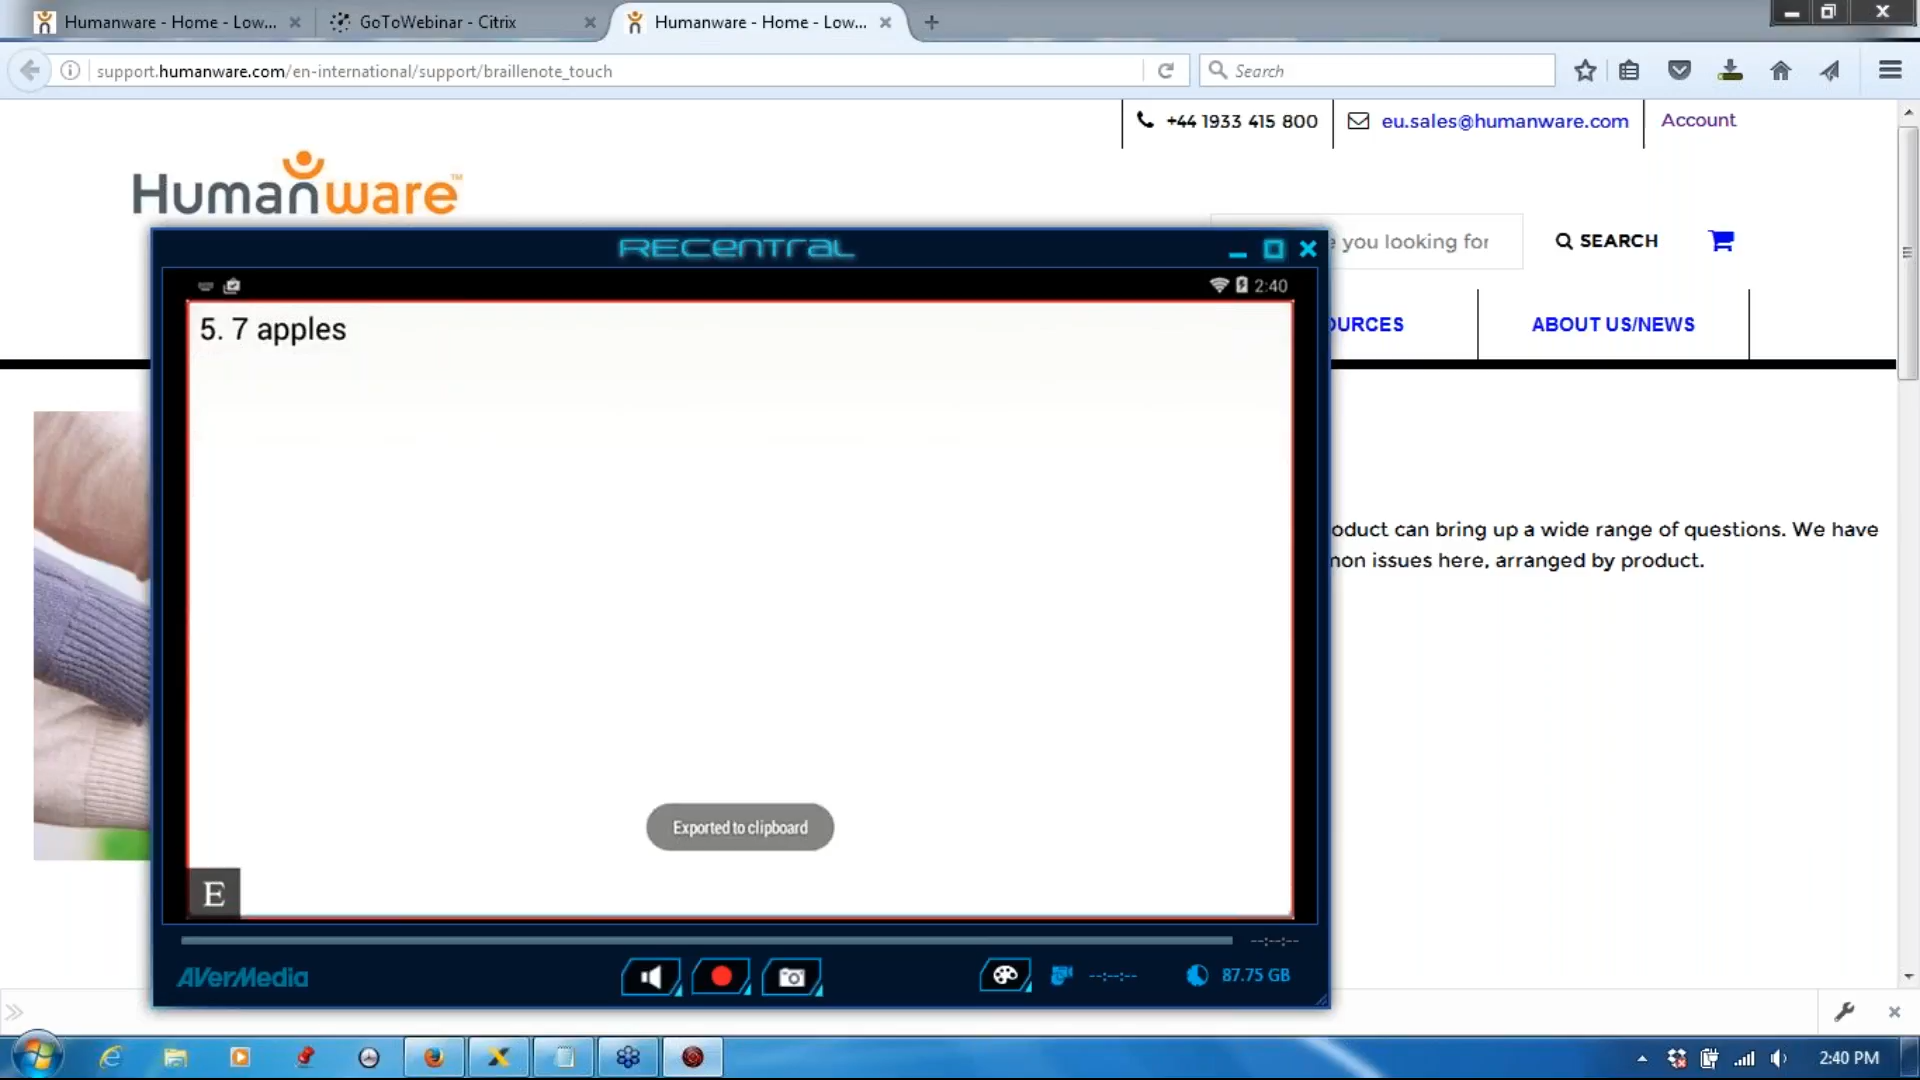 Humanware - Home - Low...
GoToWebinar - Citrix
Humanware - Home - Low...
support.humanware.com/en-international/support/braillenote_touch
Search
+44 1933 415 800
eu.sales@humanware.com
Account
Humanware™
e you looking for
SEARCH
OURCES
ABOUT US/NEWS
RECentral
2:40
5. 7 apples
oduct can bring up a wide range of questions. We have
mon issues here, arranged by product.
Exported to clipboard
E
--:--:--
AVerMedia
--:--:--
87.75 GB
2:40 PM